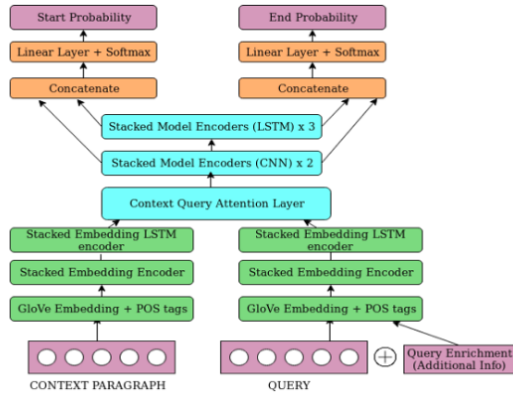 Start Probability
End Probability
Linear Layer + Softmax
Linear Layer + Softmax
Concatenate
Concatenate
Stacked Model Encoders (LSTM) x 3
Stacked Model Encoders (CNN) x 2
Context Query Attention Layer
Stacked Embedding LSTM
encoder
Stacked Embedding LSTM
encoder
Stacked Embedding Encoder
Stacked Embedding Encoder
GloVe Embedding + POS tags
GloVe Embedding + POS tags
Query Enrichment
(Additional Info)
CONTEXT PARAGRAPH
QUERY